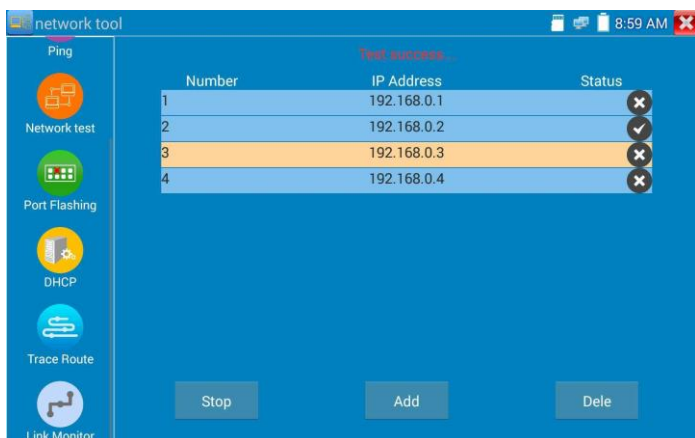 network tool
8:59 AM
Ping
Network test
Port Flashing
DHCP
Trace Route
Link Monitor
Test success...
Number IP Address Status
1 192.168.0.1
2 192.168.0.2
3 192.168.0.3
4 192.168.0.4
Stop Add Dele